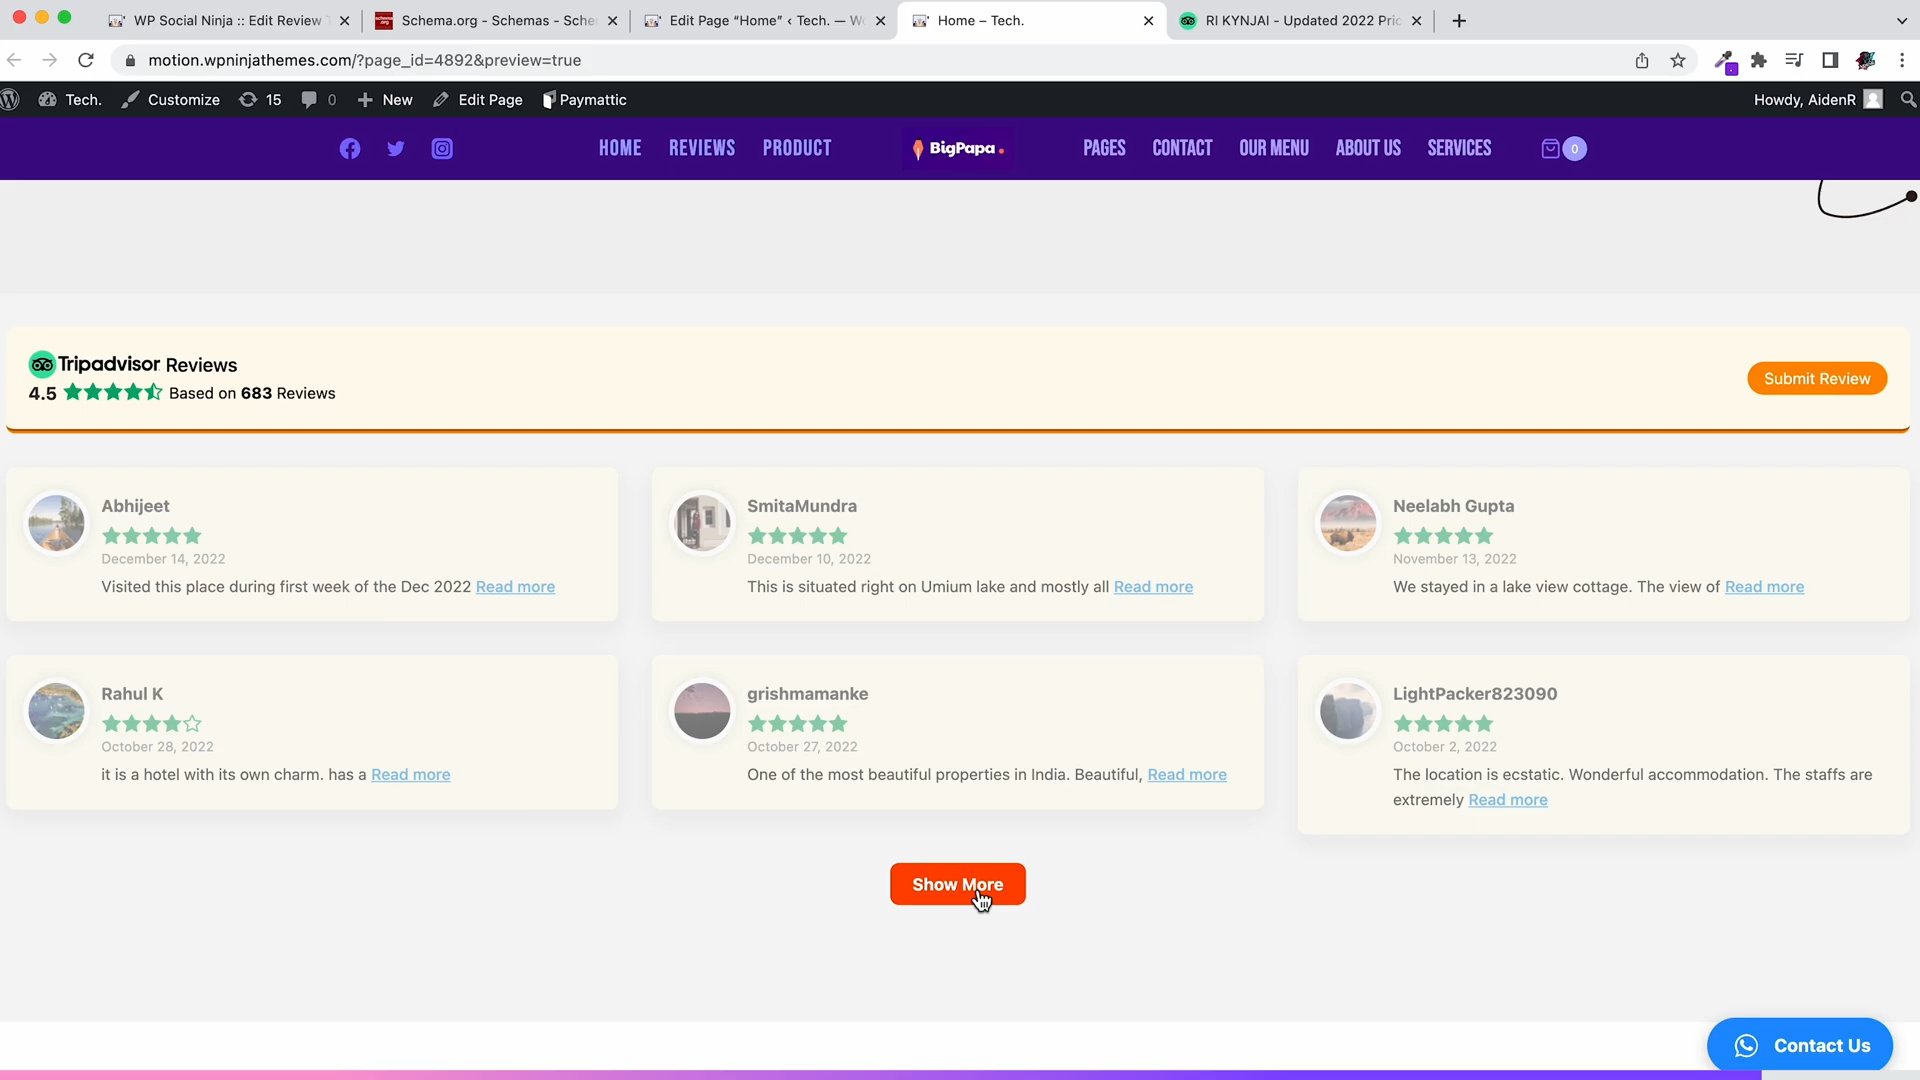 WP Social Ninja :: Edit Review
Schema.org - Schemas - Sche
Edit Page “Home” ‹ Tech. — W
Home – Tech.
RI KYNJAI - Updated 2022 Pric
motion.wpninjathemes.com/?page_id=4892&preview=true
Tech.
Customize
15
0
New
Edit Page
Paymattic
Howdy, AidenR
HOME
REVIEWS
PRODUCT
BigPapa.
PAGES
CONTACT
OUR MENU
ABOUT US
SERVICES
0
Tripadvisor Reviews
4.5 Based on 683 Reviews
Submit Review
Abhijeet
December 14, 2022
Visited this place during first week of the Dec 2022 Read more
SmitaMundra
December 10, 2022
This is situated right on Umium lake and mostly all Read more
Neelabh Gupta
November 13, 2022
We stayed in a lake view cottage. The view of Read more
Rahul K
October 28, 2022
it is a hotel with its own charm. has a Read more
grishmamanke
October 27, 2022
One of the most beautiful properties in India. Beautiful, Read more
LightPacker823090
October 2, 2022
The location is ecstatic. Wonderful accommodation. The staffs are
extremely Read more
Show More
Contact Us